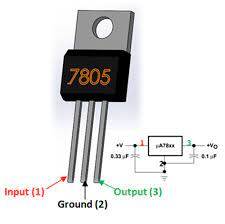 7805
Input (1)
Ground (2)
Output (3)
+V
1
µA78xx
3
+Vo
0.33 µF
2
0.1 µF